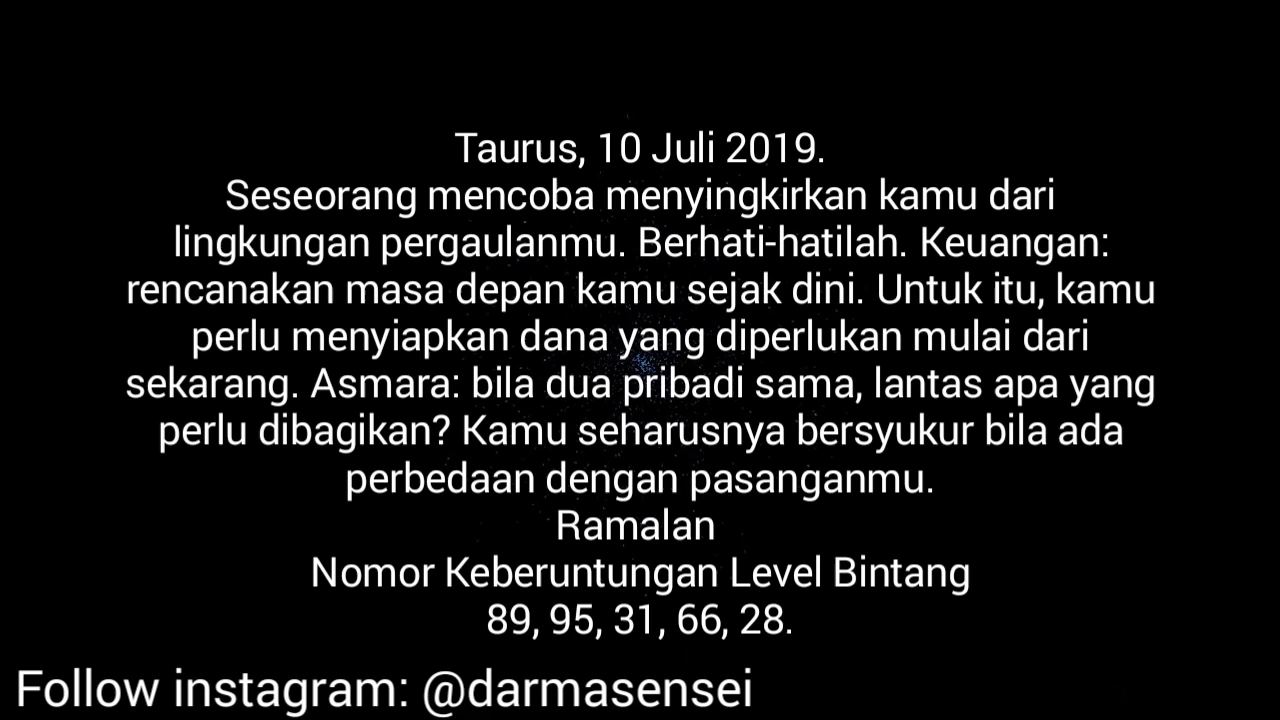 Taurus, 10 Juli 2019.
Seseorang mencoba menyingkirkan kamu dari
lingkungan pergaulanmu. Berhati-hatilah. Keuangan:
rencanakan masa depan kamu sejak dini. Untuk itu, kamu
perlu menyiapkan dana yang diperlukan mulai dari
sekarang. Asmara: bila dua pribadi sama, lantas apa yang
perlu dibagikan? Kamu seharusnya bersyukur bila ada
perbedaan dengan pasanganmu.
Ramalan
Nomor Keberuntungan Level Bintang
89, 95, 31, 66, 28.
Follow instagram: @darmasensei